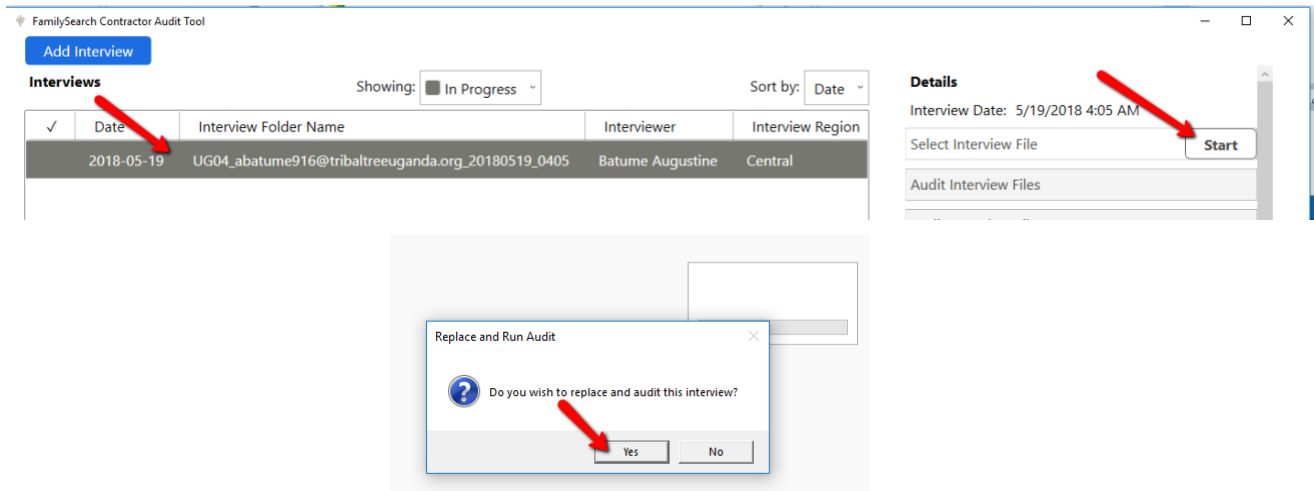 FamilySearch Contractor Audit Tool
Add Interview
Interviews
Showing: In Progress
Sort by: Date
✓ Date Interview Folder Name Interviewer Interview Region
2018-05-19 UG04_abatume916@tribaltreeuganda.org_20180519_0405 Batume Augustine Central
Details
Interview Date: 5/19/2018 4:05 AM
Select Interview File Start
Audit Interview Files
Replace and Run Audit
Do you wish to replace and audit this interview?
Yes No